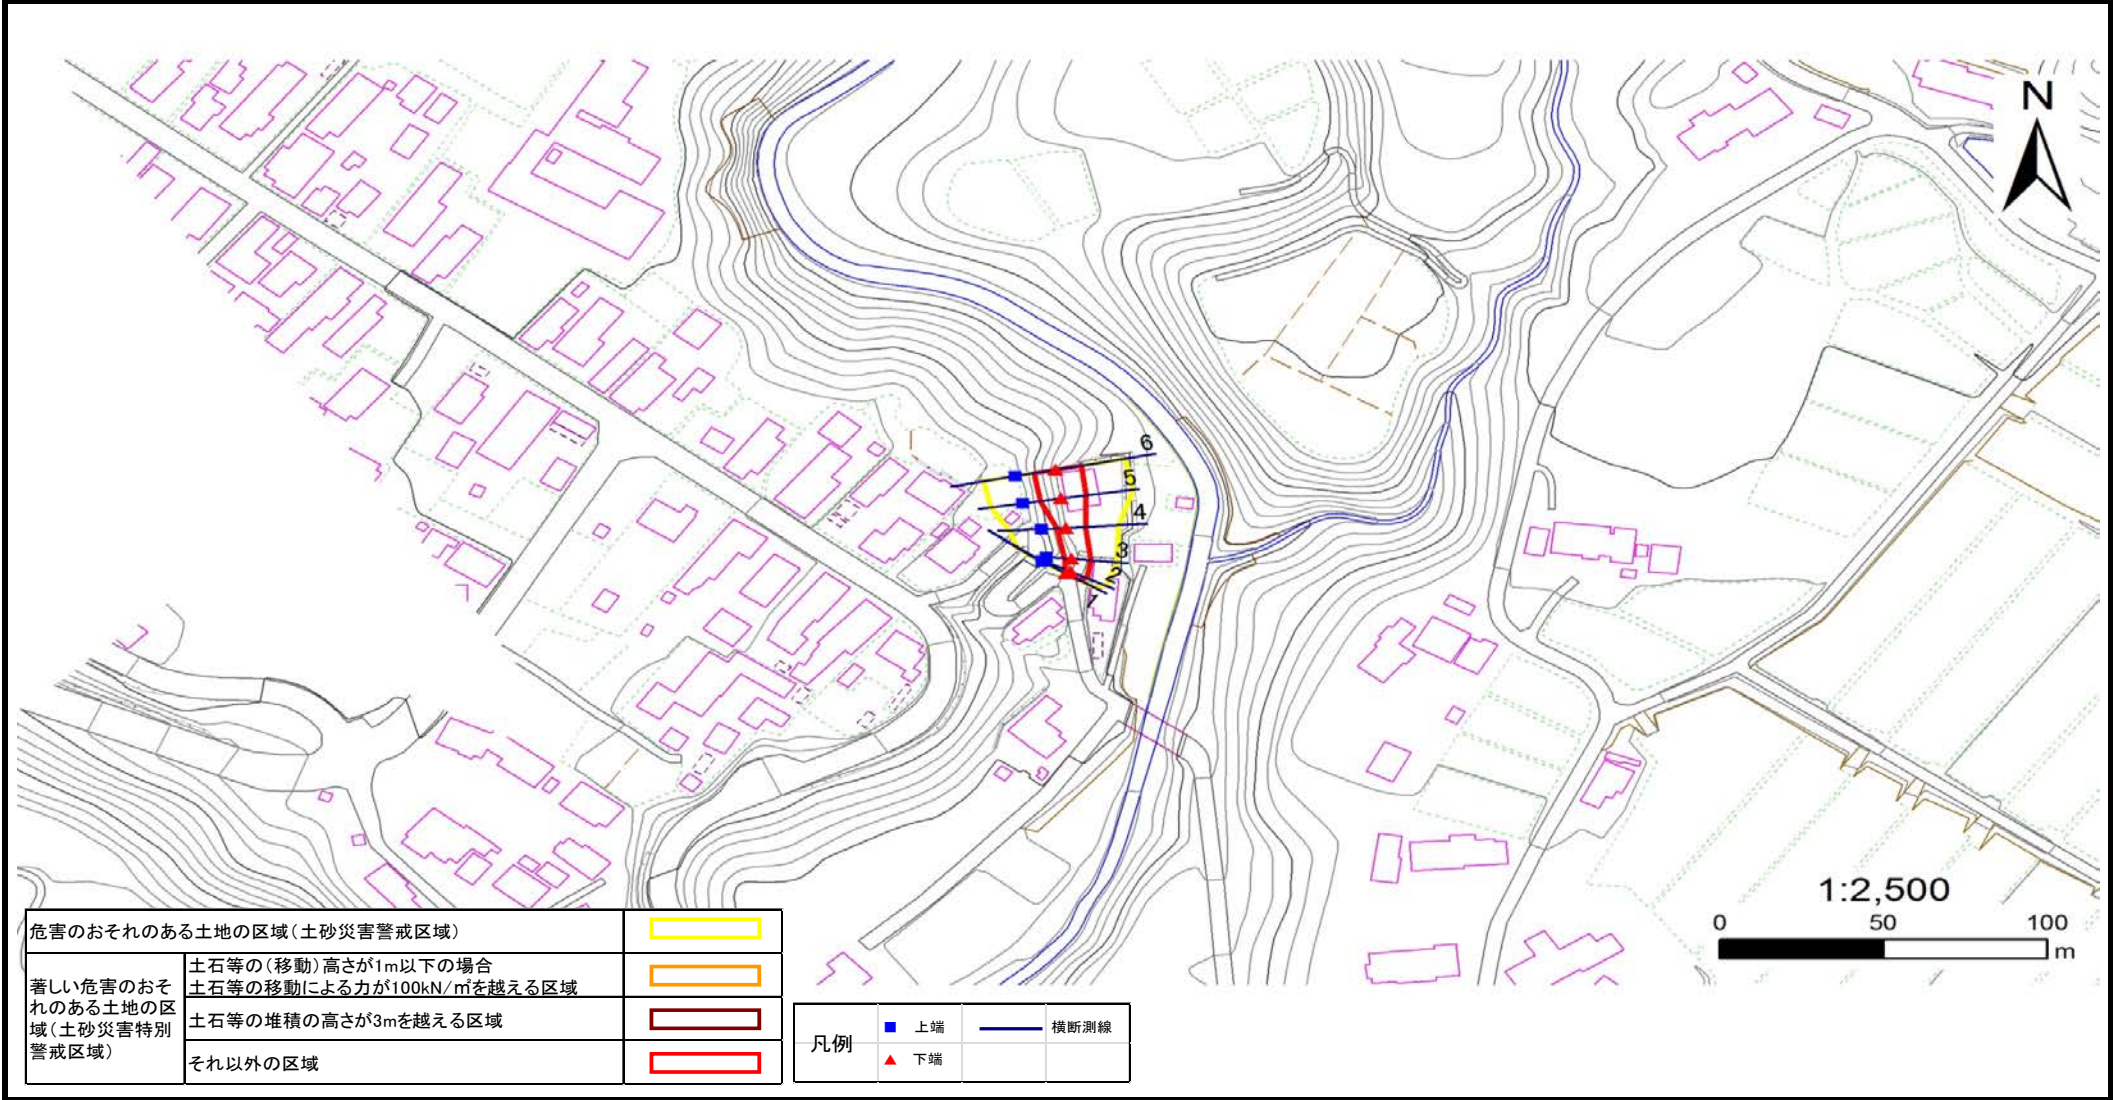 N
6
5
4
3
2
1
1:2,500
0 50 100
m
危害のおそれのある土地の区域(土砂災害警戒区域)
著しい危害のおそ
れのある土地の区
域(土砂災害特別
警戒区域)
土石等の(移動)高さが1m以下の場合
土石等の移動による力が100kN/㎡を越える区域
土石等の堆積の高さが3mを越える区域
それ以外の区域
凡例
上端
横断測線
下端